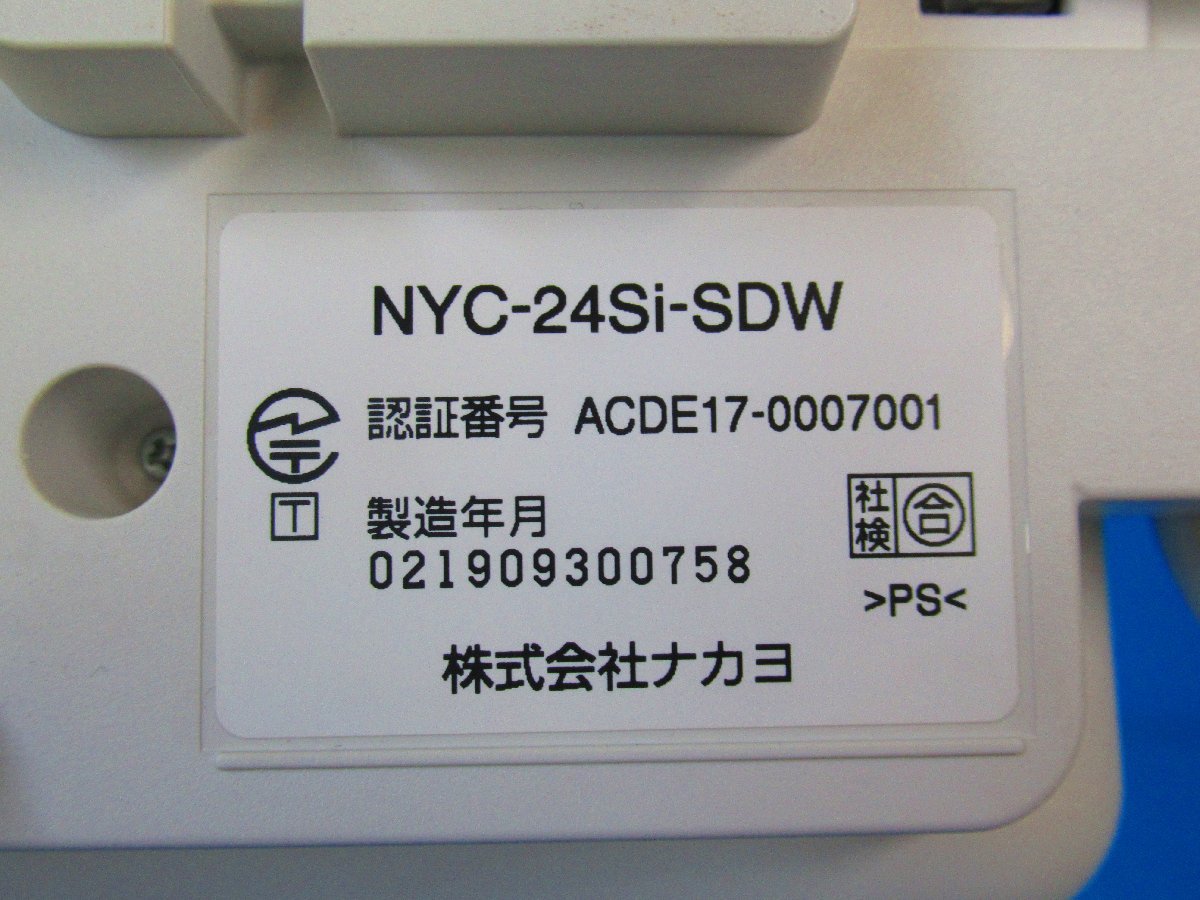 NYC-24Si-SDW
認証番号 ACDE17-0007001
T
製造年月
021909300758
社検 合
>PS<
株式会社ナカヨ